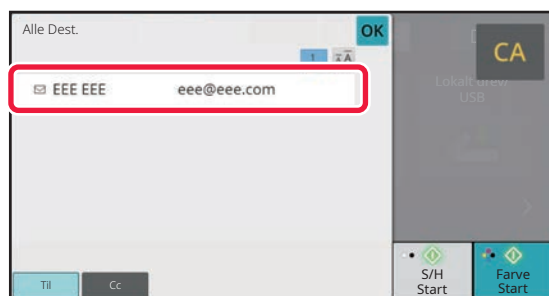 Alle Dest.
OK
CA
1
EEE EEE eee@eee.com
Lokalt drev/
USB
Til
Cc
S/H
Start
Farve
Start